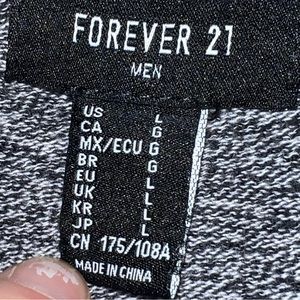 FOREVER 21
MEN
US L
CA G
MX/ECU G
BR G
EU L
UK L
KR L
JP L
CN 175/108A
MADE IN CHINA